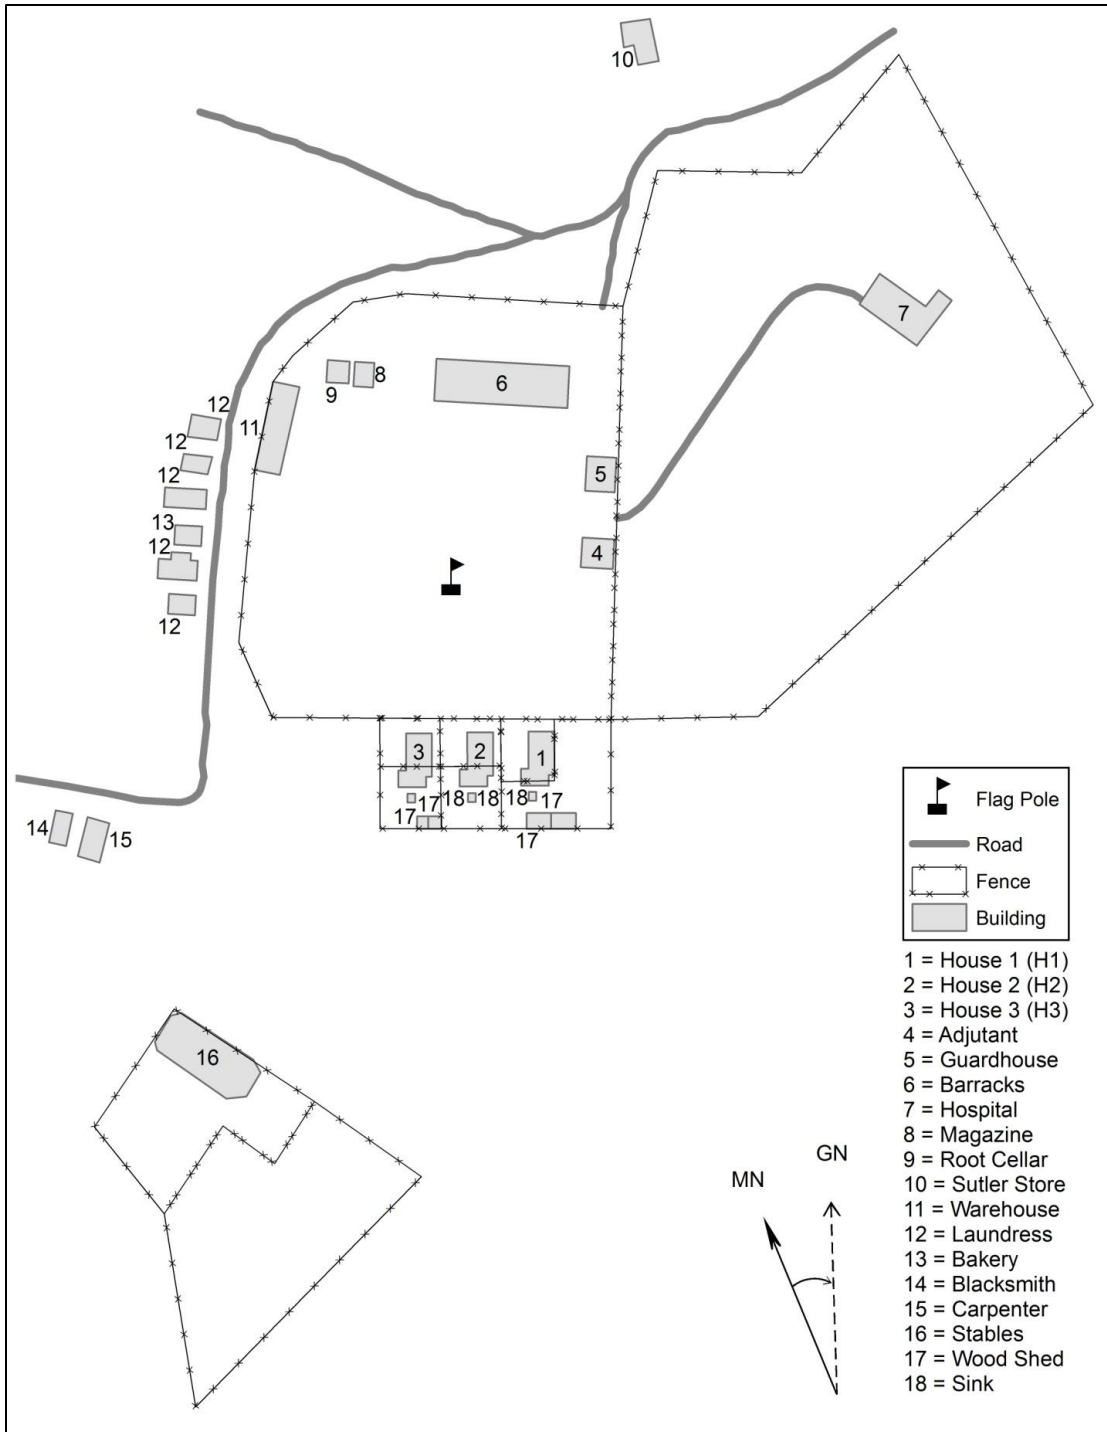 10
7
9
8
6
12
11
12
12
5
13
12
4
12
3
2
1
17
17
18
18
18
17
17
14
15
16
Flag Pole
Road
Fence
Building
1 = House 1 (H1)
2 = House 2 (H2)
3 = House 3 (H3)
4 = Adjutant
5 = Guardhouse
6 = Barracks
7 = Hospital
8 = Magazine
9 = Root Cellar
10 = Sutler Store
11 = Warehouse
12 = Laundress
13 = Bakery
14 = Blacksmith
15 = Carpenter
16 = Stables
17 = Wood Shed
18 = Sink
MN
GN